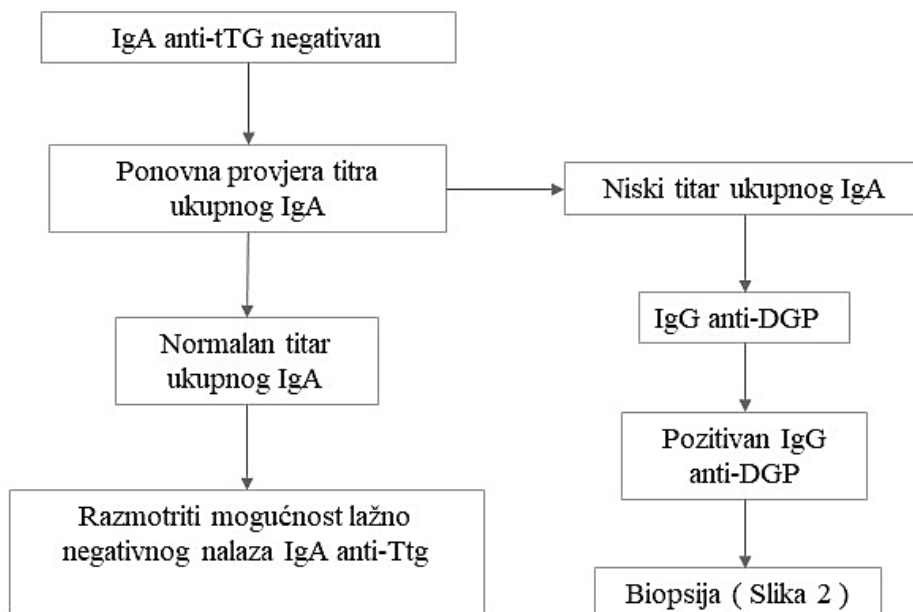 IgA anti-tTG negativan
Ponovna provjera titra
ukupnog IgA
Niski titar ukupnog IgA
Normalan titar
ukupnog IgA
IgG anti-DGP
Pozitivan IgG
anti-DGP
Razmotriti mogućnost lažno
negativnog nalaza IgA anti-Ttg
Biopsija ( Slika 2 )